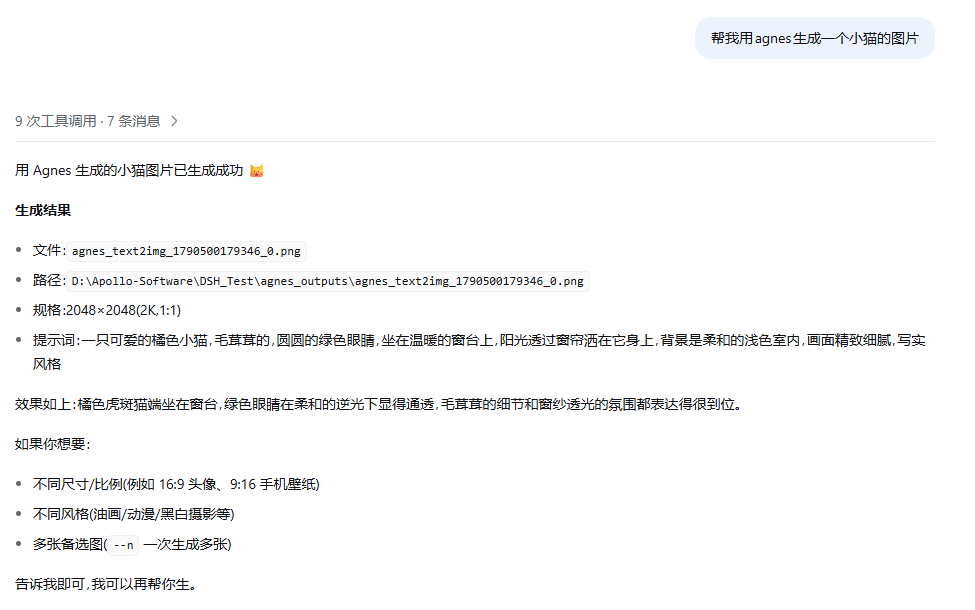 帮我用agnes生成一个小猫的图片
9 次工具调用 · 7 条消息 >
用 Agnes 生成的小猫图片已生成成功 😼
生成结果
• 文件: agnes_text2img_1790500179346_0.png
• 路径: D:\Apollo-Software\DSH_Test\agnes_outputs\agnes_text2img_1790500179346_0.png
• 规格:2048×2048(2K,1:1)
• 提示词:一只可爱的橘色小猫,毛茸茸的,圆圆的绿色眼睛,坐在温暖的窗台上,阳光透过窗帘洒在它身上,背景是柔和的浅色室内,画面精致细腻,写实
风格
效果如上:橘色虎斑猫端坐在窗台,绿色眼睛在柔和的逆光下显得通透,毛茸茸的细节和窗纱透光的氛围都表达得很到位。
如果你想要:
• 不同尺寸/比例(例如 16:9 头像、9:16 手机壁纸)
• 不同风格(油画/动漫/黑白摄影等)
• 多张备选图( --n 一次生成多张)
告诉我即可,我可以再帮你生。